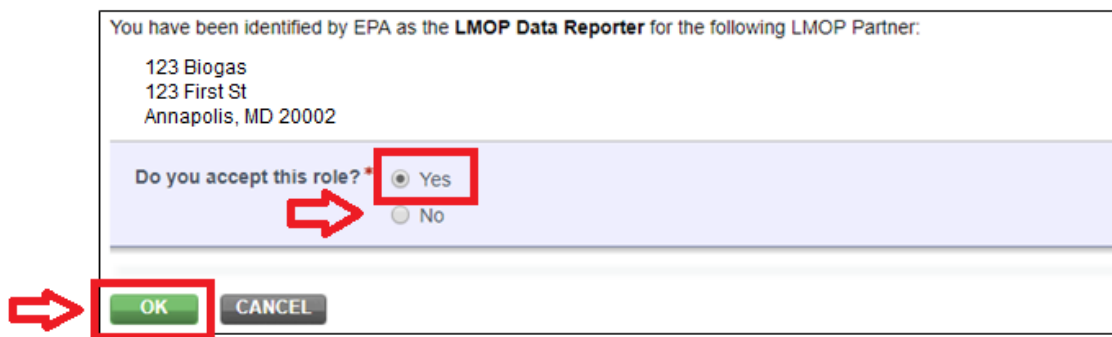 You have been identified by EPA as the LMOP Data Reporter for the following LMOP Partner:
123 Biogas
123 First St
Annapolis, MD 20002
Do you accept this role?* Yes
No
OK CANCEL